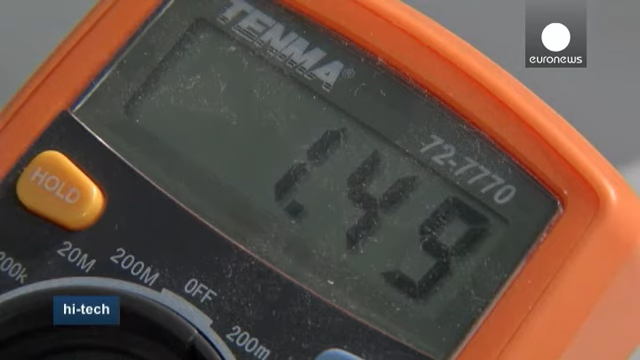 TENMA®
euronews
72-7770
1.49
HOLD
200k
20M
200M
OFF
200m
hi-tech